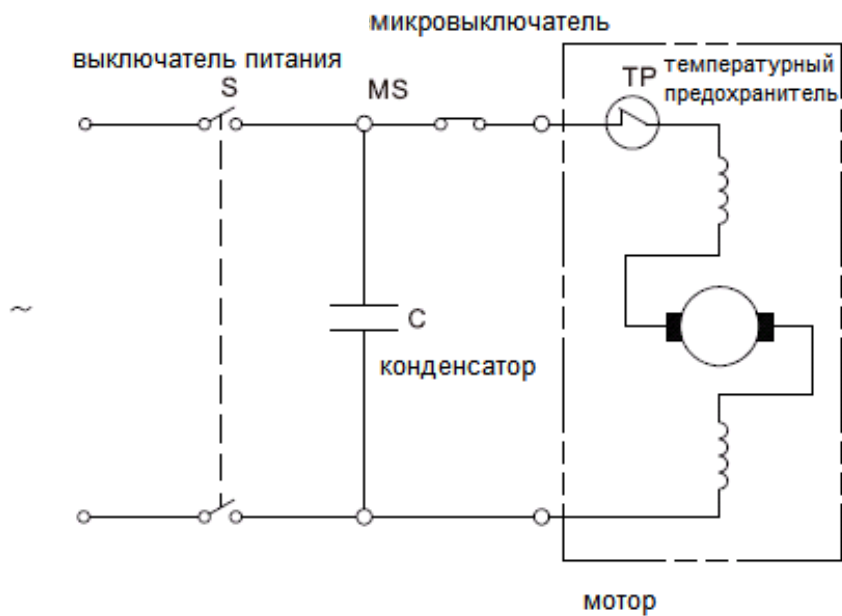 микровыключатель
выключатель питания
S
MS
TP
температурный
предохранитель
~
C
конденсатор
мотор